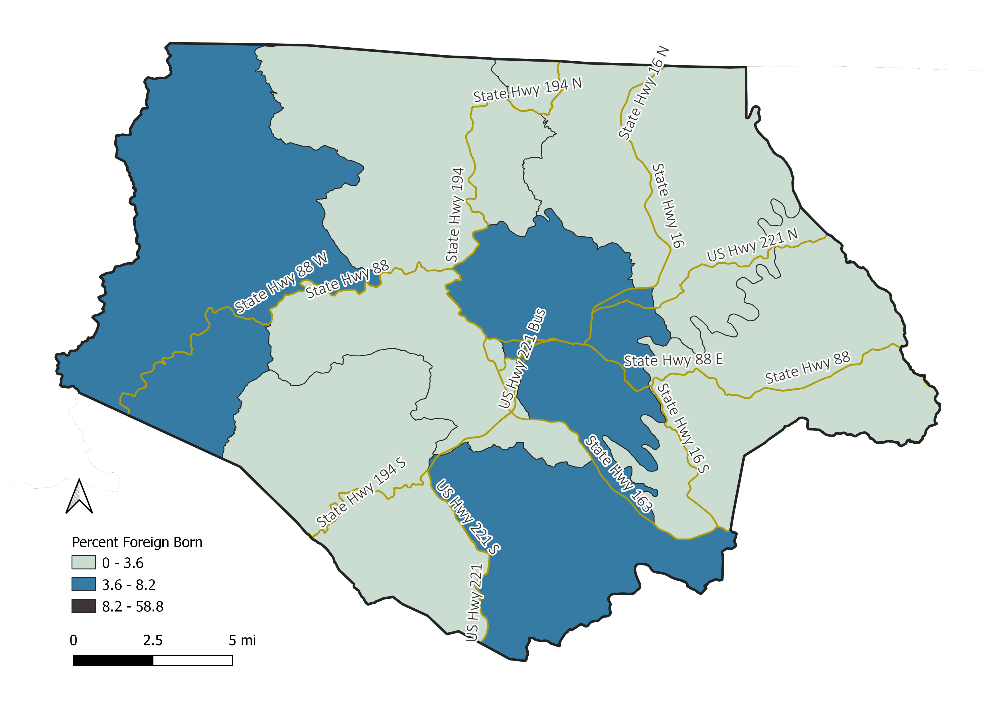 State Hwy 16 N
State Hwy 194 N
State Hwy 194
State Hwy 16
US Hwy 221 N
State Hwy 88 W
State Hwy 88
US Hwy 221 Bus
State Hwy 88 E
State Hwy 88
State Hwy 16 S
State Hwy 163
State Hwy 194 S
US Hwy 221 S
US Hwy 221
Percent Foreign Born
0 - 3.6
3.6 - 8.2
8.2 - 58.8
0 2.5 5 mi